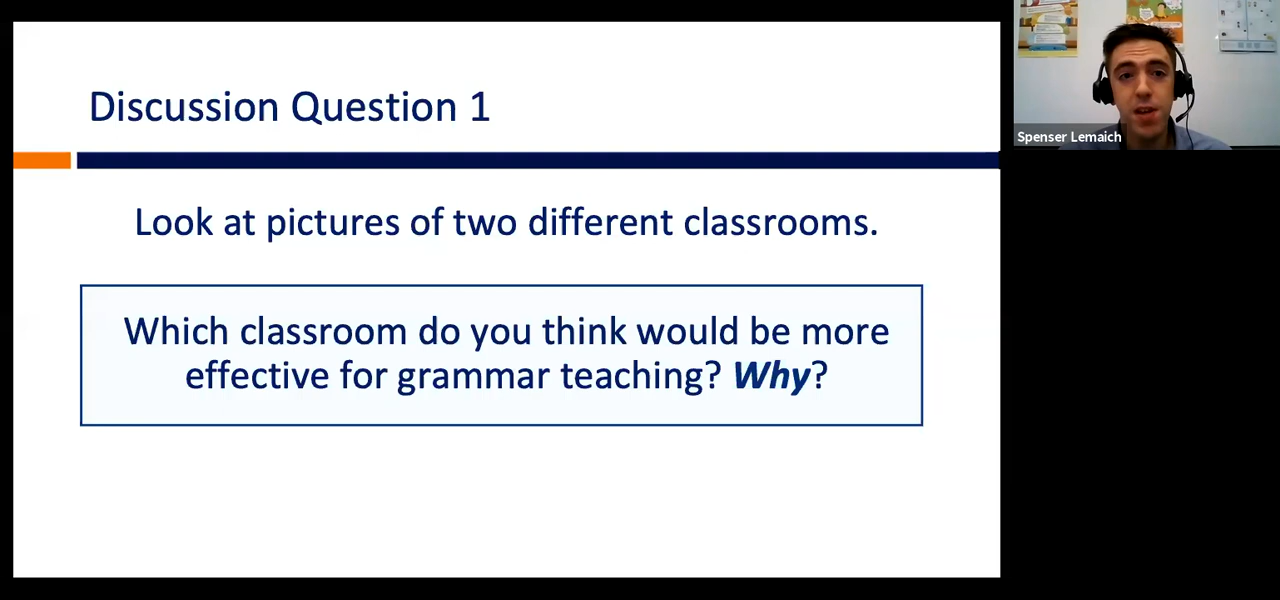 Discussion Question 1
Look at pictures of two different classrooms.
Which classroom do you think would be more
effective for grammar teaching? Why?
Spenser Lemaich